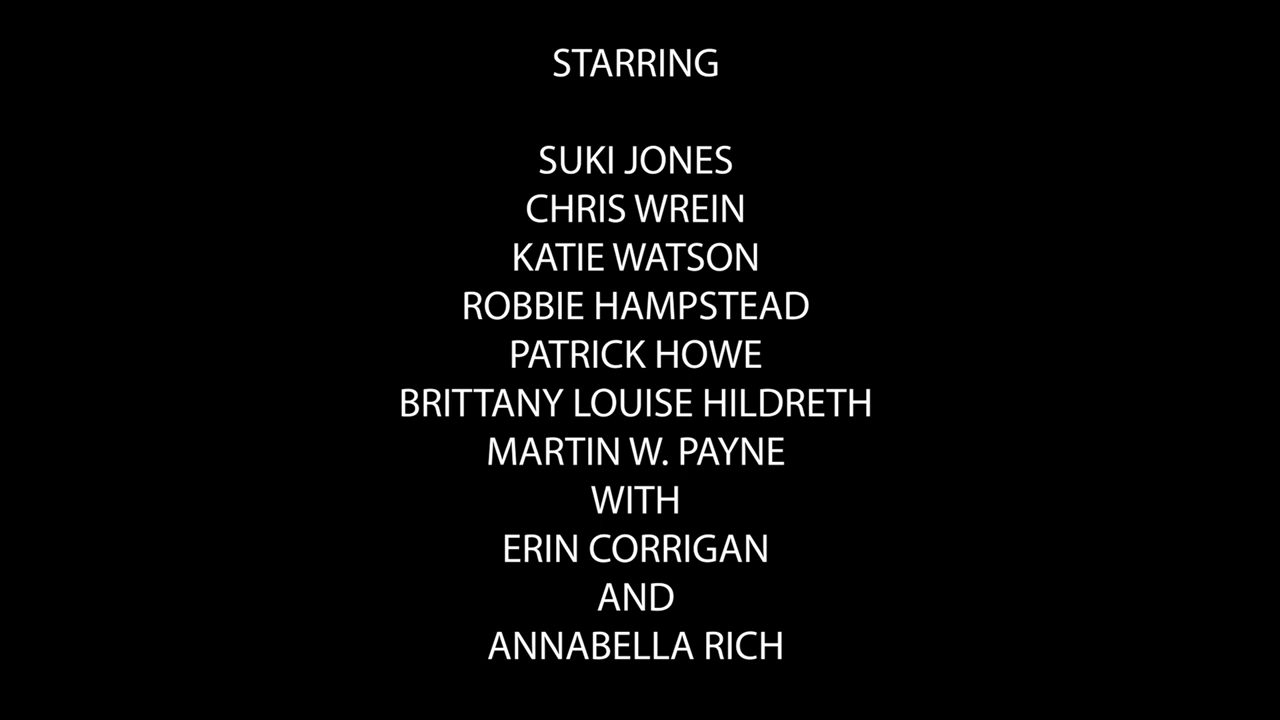 STARRING
SUKI JONES
CHRIS WREIN
KATIE WATSON
ROBBIE HAMPSTEAD
PATRICK HOWE
BRITTANY LOUISE HILDRETH
MARTIN W. PAYNE
WITH
ERIN CORRIGAN
AND
ANNABELLA RICH